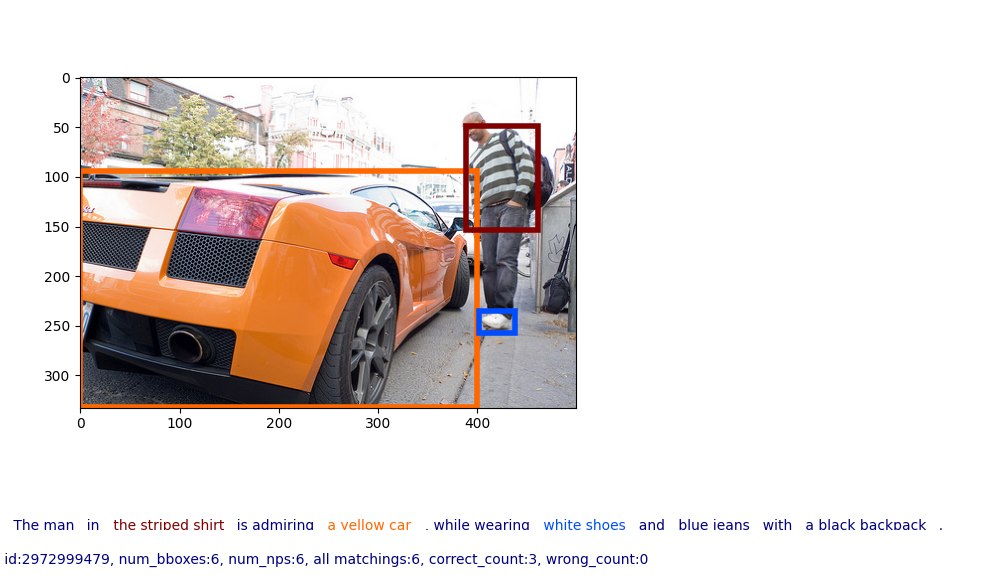 0
50
100
150
200
250
300
0 100 200 300 400
The man in the striped shirt is admiring a yellow car , while wearing white shoes and blue jeans with a black backpack .
id:2972999479, num_bboxes:6, num_nps:6, all matchings:6, correct_count:3, wrong_count:0